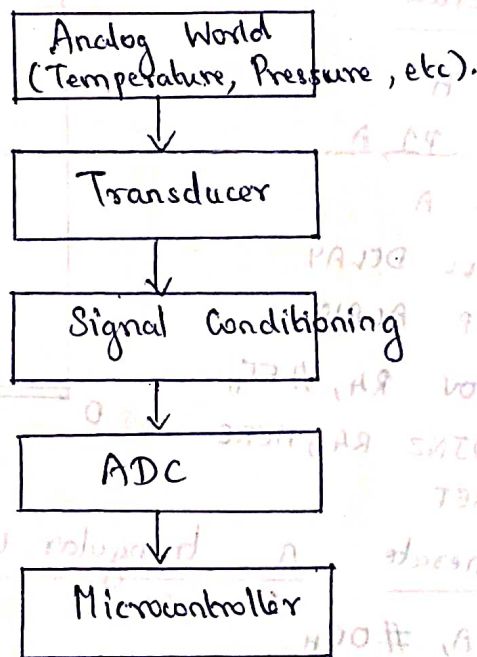 Analog World
(Temperature, Pressure, etc).
Transducer
Signal Conditioning
ADC
Microcontroller